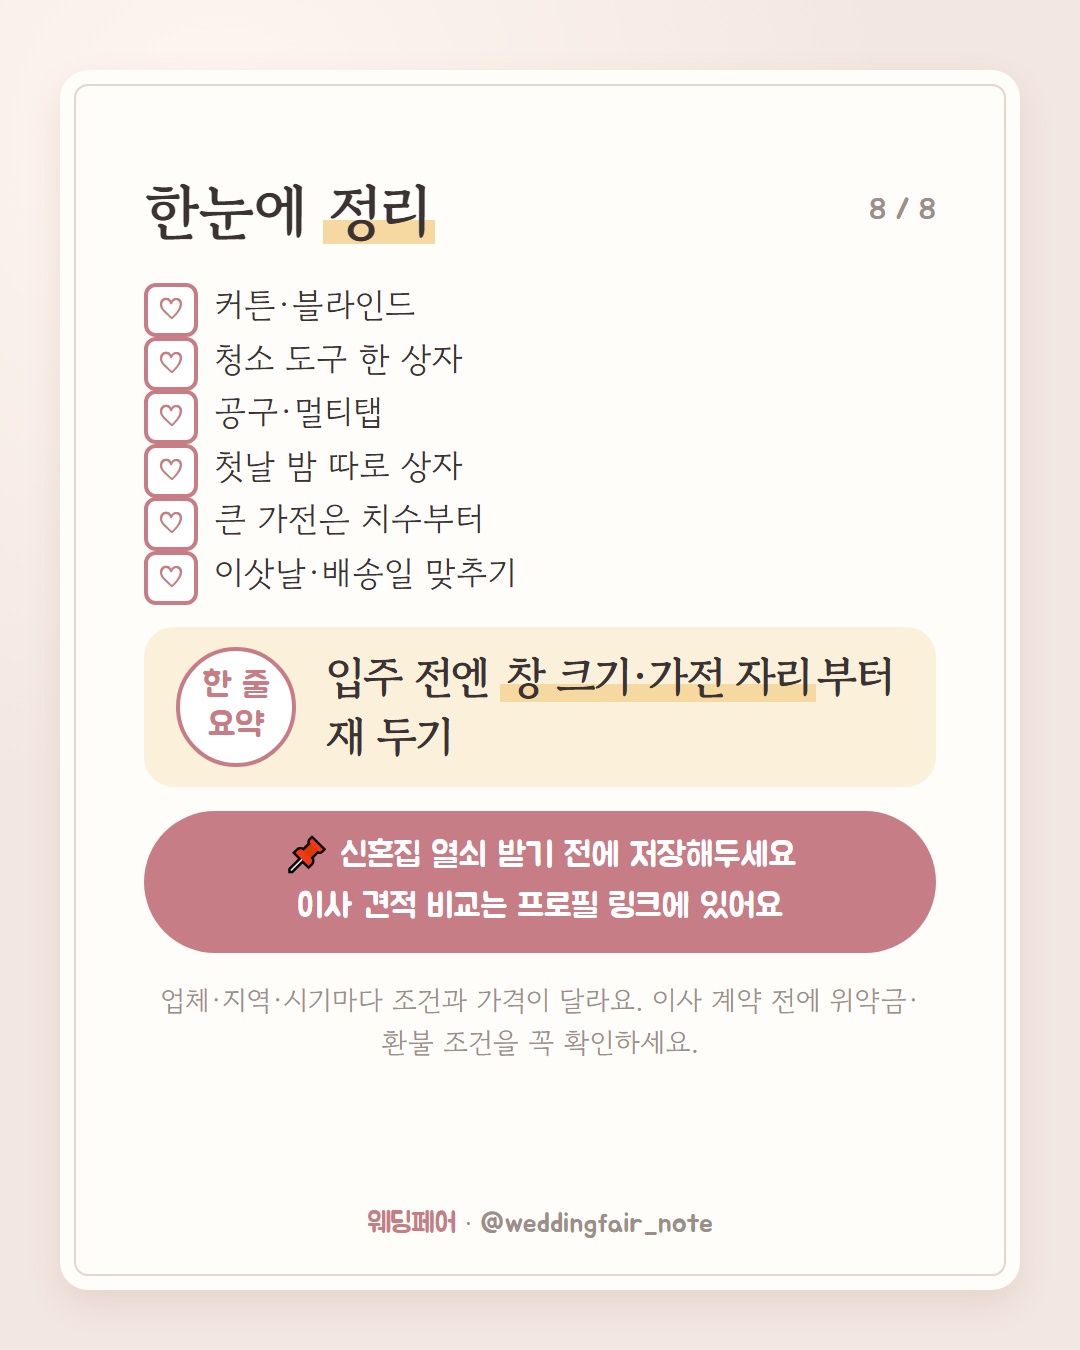 한눈에 정리
8 / 8
커튼·블라인드
청소 도구 한 상자
공구·멀티탭
첫날 밤 따로 상자
큰 가전은 치수부터
이삿날·배송일 맞추기
한 줄
요약
입주 전엔 창 크기·가전 자리부터
재 두기
📌 신혼집 열쇠 받기 전에 저장해두세요
이사 견적 비교는 프로필 링크에 있어요
업체·지역·시기마다 조건과 가격이 달라요. 이사 계약 전에 위약금·
환불 조건을 꼭 확인하세요.
웨딩페어 · @weddingfair_note